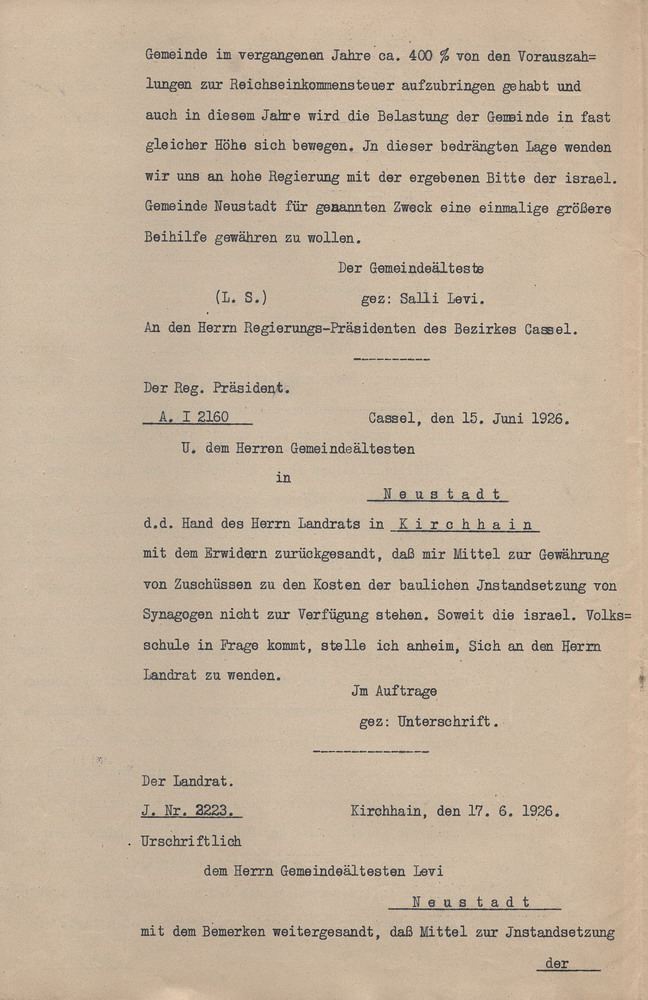 Gemeinde im vergangenen Jahre ca. 400 % von den Vorauszah=
lungen zur Reichseinkommensteuer aufzubringen gehabt und
auch in diesem Jahre wird die Belastung der Gemeinde in fast
gleicher Höhe sich bewegen. Jn dieser bedrängten Lage wenden
wir uns an hohe Regierung mit der ergebenen Bitte der israel.
Gemeinde Neustadt für genannten Zweck eine einmalige größere
Beihilfe gewähren zu wollen.
Der Gemeindeälteste
(L. S.) gez: Salli Levi.
An den Herrn Regierungs-Präsidenten des Bezirkes Cassel.
Der Reg. Präsident.
A. I 2160 Cassel, den 15. Juni 1926.
U. dem Herren Gemeindeältesten
in
Neustadt
d.d. Hand des Herrn Landrats in Kirchhain
mit dem Erwidern zurückgesandt, daß mir Mittel zur Gewährung
von Zuschüssen zu den Kosten der baulichen Jnstandsetzung von
Synagogen nicht zur Verfügung stehen. Soweit die israel. Volks=
schule in Frage kommt, stelle ich anheim, Sich an den Herrn
Landrat zu wenden.
Jm Auftrage
gez: Unterschrift.
Der Landrat.
J. Nr. 3223. Kirchhain, den 17. 6. 1926.
Urschriftlich
dem Herrn Gemeindeältesten Levi
Neustadt
mit dem Bemerken weitergesandt, daß Mittel zur Jnstandsetzung
der